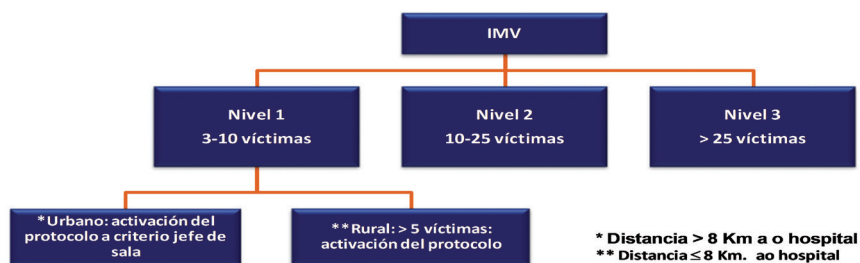 IMV
Nivel 1
3-10 víctimas
Nivel 2
10-25 víctimas
Nivel 3
> 25 víctimas
*Urbano: activación del
protocolo a criterio jefe de
sala
**Rural: > 5 víctimas:
activación del protocolo
* Distancia > 8 Km a o hospital
** Distancia ≤ 8 Km. ao hospital